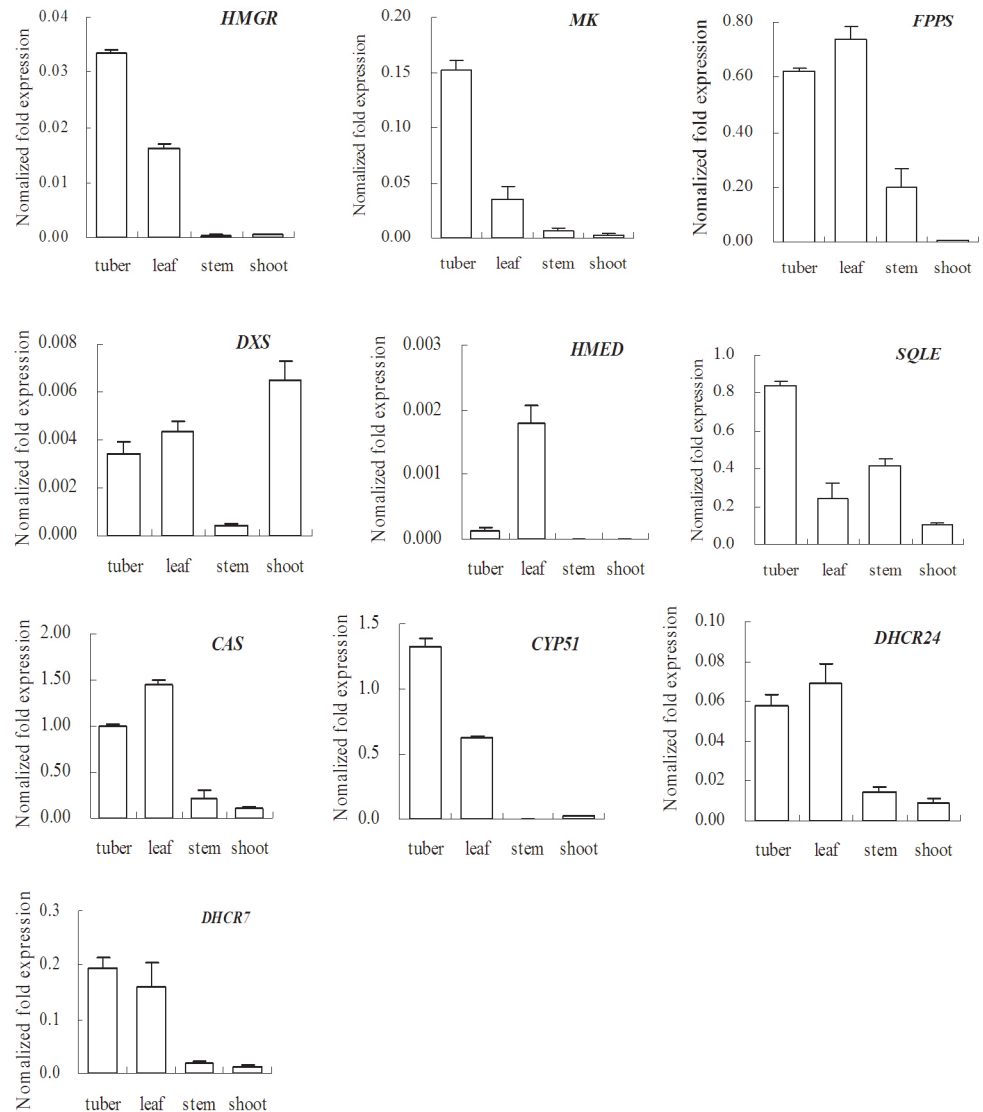 HMGR
Nomalized fold expression
0.04
0.03
0.02
0.01
0.00
tuber leaf stem shoot
MK
Nomalized fold expression
0.20
0.15
0.10
0.05
0.00
tuber leaf stem shoot
FPPS
Nomalized fold expression
0.80
0.60
0.40
0.20
0.00
tuber leaf stem shoot
DXS
Nomalized fold expression
0.008
0.006
0.004
0.002
0.000
tuber leaf stem shoot
HMED
Nomalized fold expression
0.003
0.002
0.001
0.000
tuber leaf stem shoot
SQLE
Nomalized fold expression
1.0
0.8
0.6
0.4
0.2
0.0
tuber leaf stem shoot
CAS
Nomalized fold expression
2.00
1.50
1.00
0.50
0.00
tuber leaf stem shoot
CYP51
Nomalized fold expression
1.5
1.0
0.5
0.0
tuber leaf stem shoot
DHCR24
Nomalized fold expression
0.10
0.08
0.06
0.04
0.02
0.00
tuber leaf stem shoot
DHCR7
Nomalized fold expression
0.3
0.2
0.1
0.0
tuber leaf stem shoot